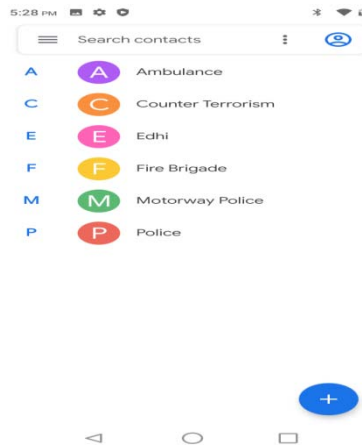 5:28 PM
Search contacts
A A Ambulance
C C Counter Terrorism
E E Edhi
F F Fire Brigade
M M Motorway Police
P P Police